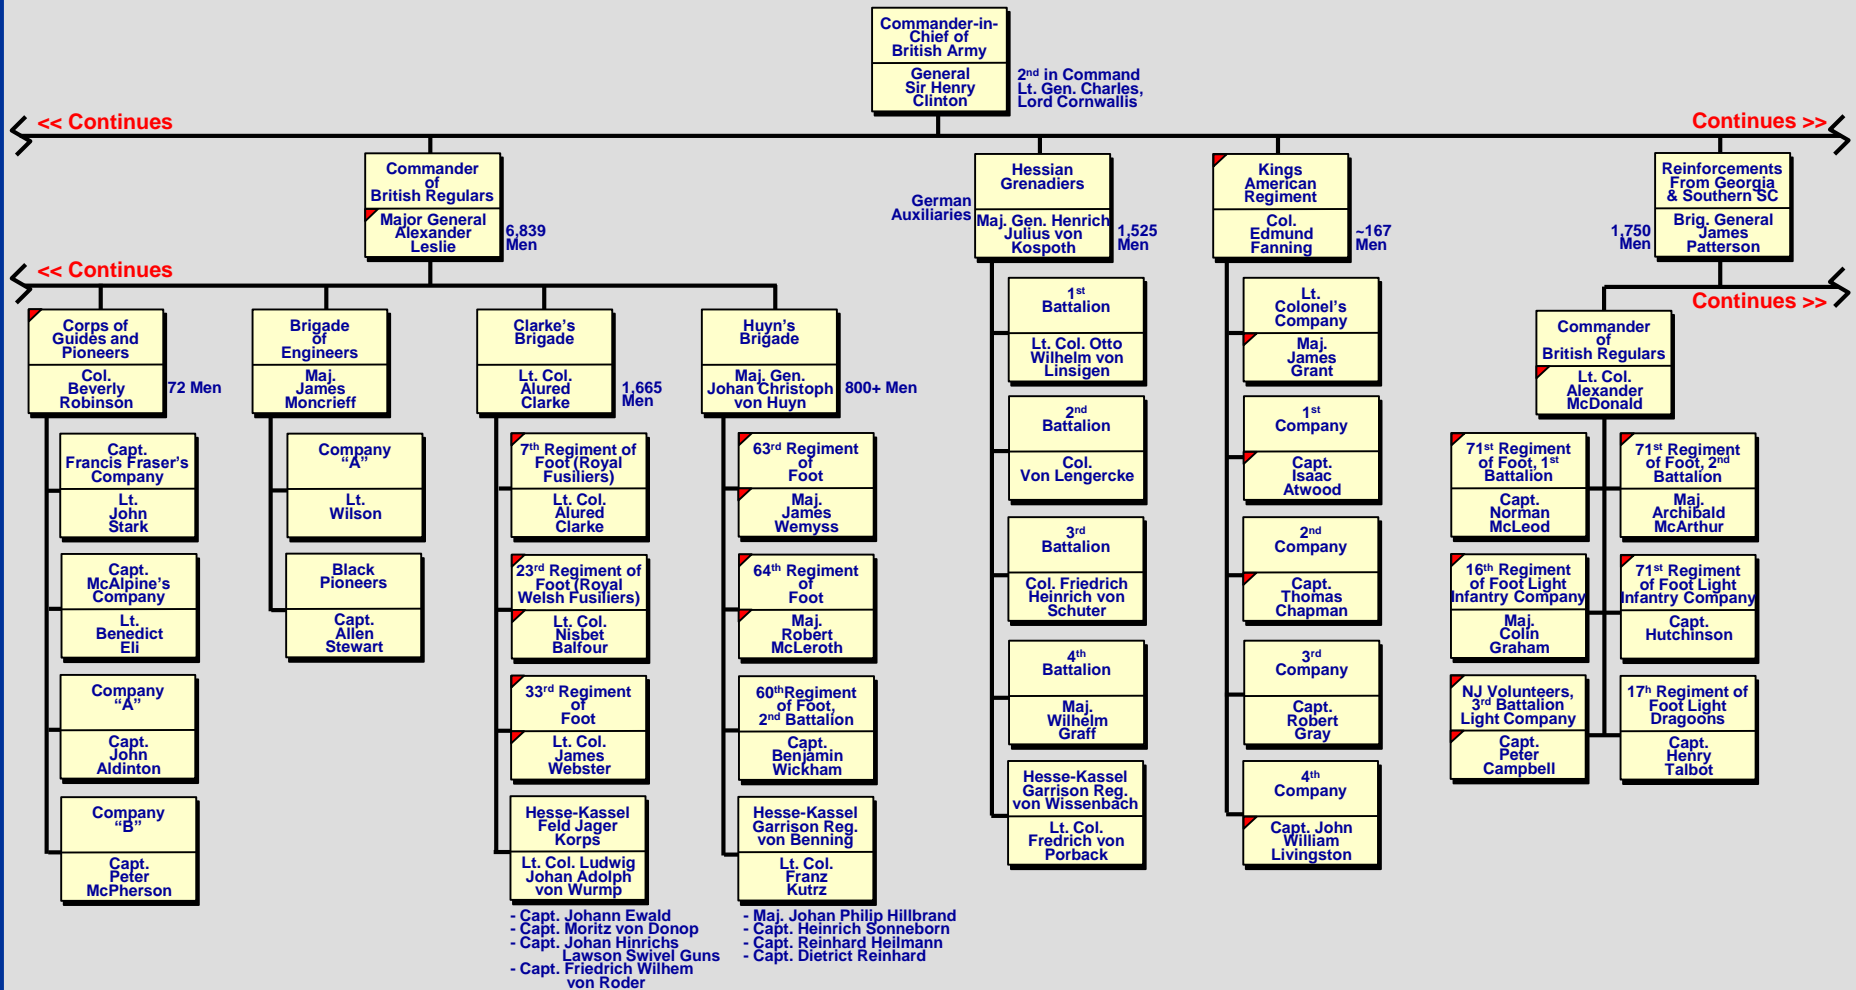 Commander-in-
Chief of
British Army
General
Sir Henry
Clinton
2nd in Command
Lt. Gen. Charles,
Lord Cornwallis
<< Continues
Continues >>
Commander
of
British Regulars
Major General
Alexander
Leslie
6,839
Men
German
Auxiliaries
Hessian
Grenadiers
Maj. Gen. Henrich
Julius von
Kospoth
1,525
Men
Kings
American
Regiment
Col.
Edmund
Fanning
~167
Men
1,750
Men
Reinforcements
From Georgia
& Southern SC
Brig. General
James
Patterson
<< Continues
Continues >>
Corps of
Guides and
Pioneers
Col.
Beverly
Robinson
72 Men
Capt.
Francis Fraser's
Company
Lt.
John
Stark
Capt.
McAlpine's
Company
Lt.
Benedict
Eli
Company
“A”
Capt.
John
Aldinton
Company
“B”
Capt.
Peter
McPherson
Brigade
of
Engineers
Maj.
James
Moncrieff
Company
“A”
Lt.
Wilson
Black
Pioneers
Capt.
Allen
Stewart
Clarke's
Brigade
Lt. Col.
Alured
Clarke
1,665
Men
7th Regiment of
Foot (Royal
Fusiliers)
Lt. Col.
Alured
Clarke
23rd Regiment of
Foot (Royal
Welsh Fusiliers)
Lt. Col.
Nisbet
Balfour
33rd Regiment
of
Foot
Lt. Col.
James
Webster
Hesse-Kassel
Feld Jager
Korps
Lt. Col. Ludwig
Johan Adolph
von Wurmp
- Capt. Johann Ewald
- Capt. Moritz von Donop
- Capt. Johan Hinrichs
Lawson Swivel Guns
- Capt. Friedrich Wilhem
von Roder
Huyn's
Brigade
Maj. Gen.
Johan Christoph
von Huyn
800+ Men
63rd Regiment
of
Foot
Maj.
James
Wemyss
64th Regiment
of
Foot
Maj.
Robert
McLeroth
60thRegiment
of Foot,
2nd Battalion
Capt.
Benjamin
Wickham
Hesse-Kassel
Garrison Reg.
von Benning
Lt. Col.
Franz
Kutrz
- Maj. Johan Philip Hillbrand
- Capt. Heinrich Sonneborn
- Capt. Reinhard Heilmann
- Capt. Dietrict Reinhard
1st
Battalion
Lt. Col. Otto
Wilhelm von
Linsigen
2nd
Battalion
Col.
Von Lengercke
3rd
Battalion
Col. Friedrich
Heinrich von
Schuter
4th
Battalion
Maj.
Wilhelm
Graff
Hesse-Kassel
Garrison Reg.
von Wissenbach
Lt. Col.
Fredrich von
Porback
Lt.
Colonel's
Company
Maj.
James
Grant
1st
Company
Capt.
Isaac
Atwood
2nd
Company
Capt.
Thomas
Chapman
3rd
Company
Capt.
Robert
Gray
4th
Company
Capt. John
William
Livingston
Commander
of
British Regulars
Lt. Col.
Alexander
McDonald
71st Regiment
of Foot, 1st
Battalion
Capt.
Norman
McLeod
71st Regiment
of Foot, 2nd
Battalion
Maj.
Archibald
McArthur
16th Regiment
of Foot Light
Infantry Company
Maj.
Colin
Graham
71st Regiment
of Foot Light
Infantry Company
Capt.
Hutchinson
NJ Volunteers,
3rd Battalion
Light Company
Capt.
Peter
Campbell
17h Regiment of
Foot Light
Dragoons
Capt.
Henry
Talbot